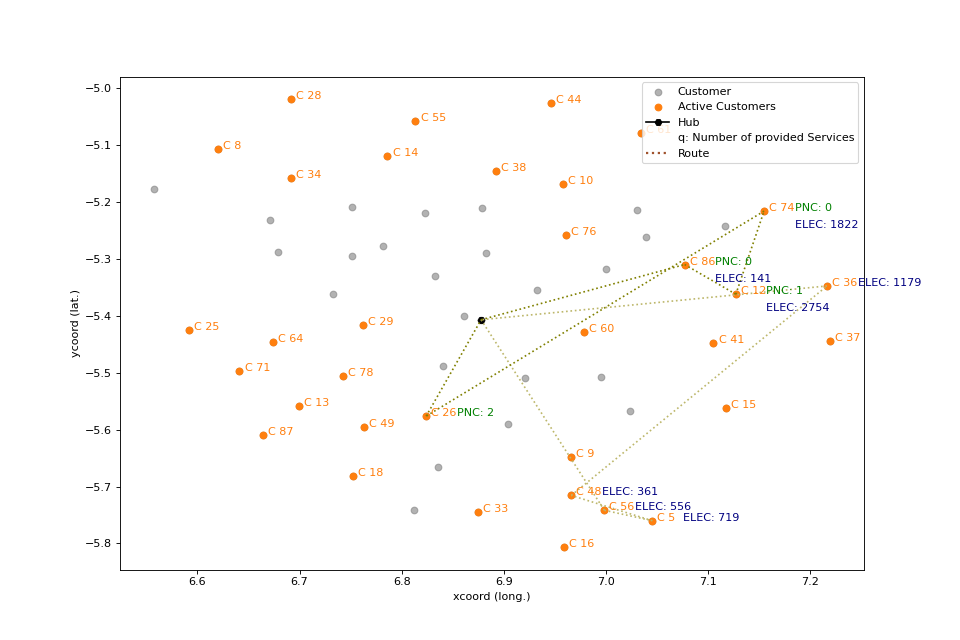 −5.0
−5.1
−5.2
−5.3
−5.4
−5.5
−5.6
−5.7
−5.8
ycoord (lat.)
6.6
6.7
6.8
6.9
7.0
7.1
7.2
xcoord (long.)
Customer
Active Customers
Hub
q: Number of provided Services
Route
C 28
C 44
C 55
C 8
C 14
C 38
C 34
C 10
C 74 PNC: 0
ELEC: 1822
C 76
C 86 PNC: 0
ELEC: 141
C 36 ELEC: 1179
C 12 PNC: 1
ELEC: 2754
C 25
C 29
C 60
C 64
C 41
C 37
C 71
C 78
C 13
C 15
C 26 PNC: 2
C 49
C 87
C 9
C 18
C 48 ELEC: 361
C 56 ELEC: 556
C 33
C 5 ELEC: 719
C 16